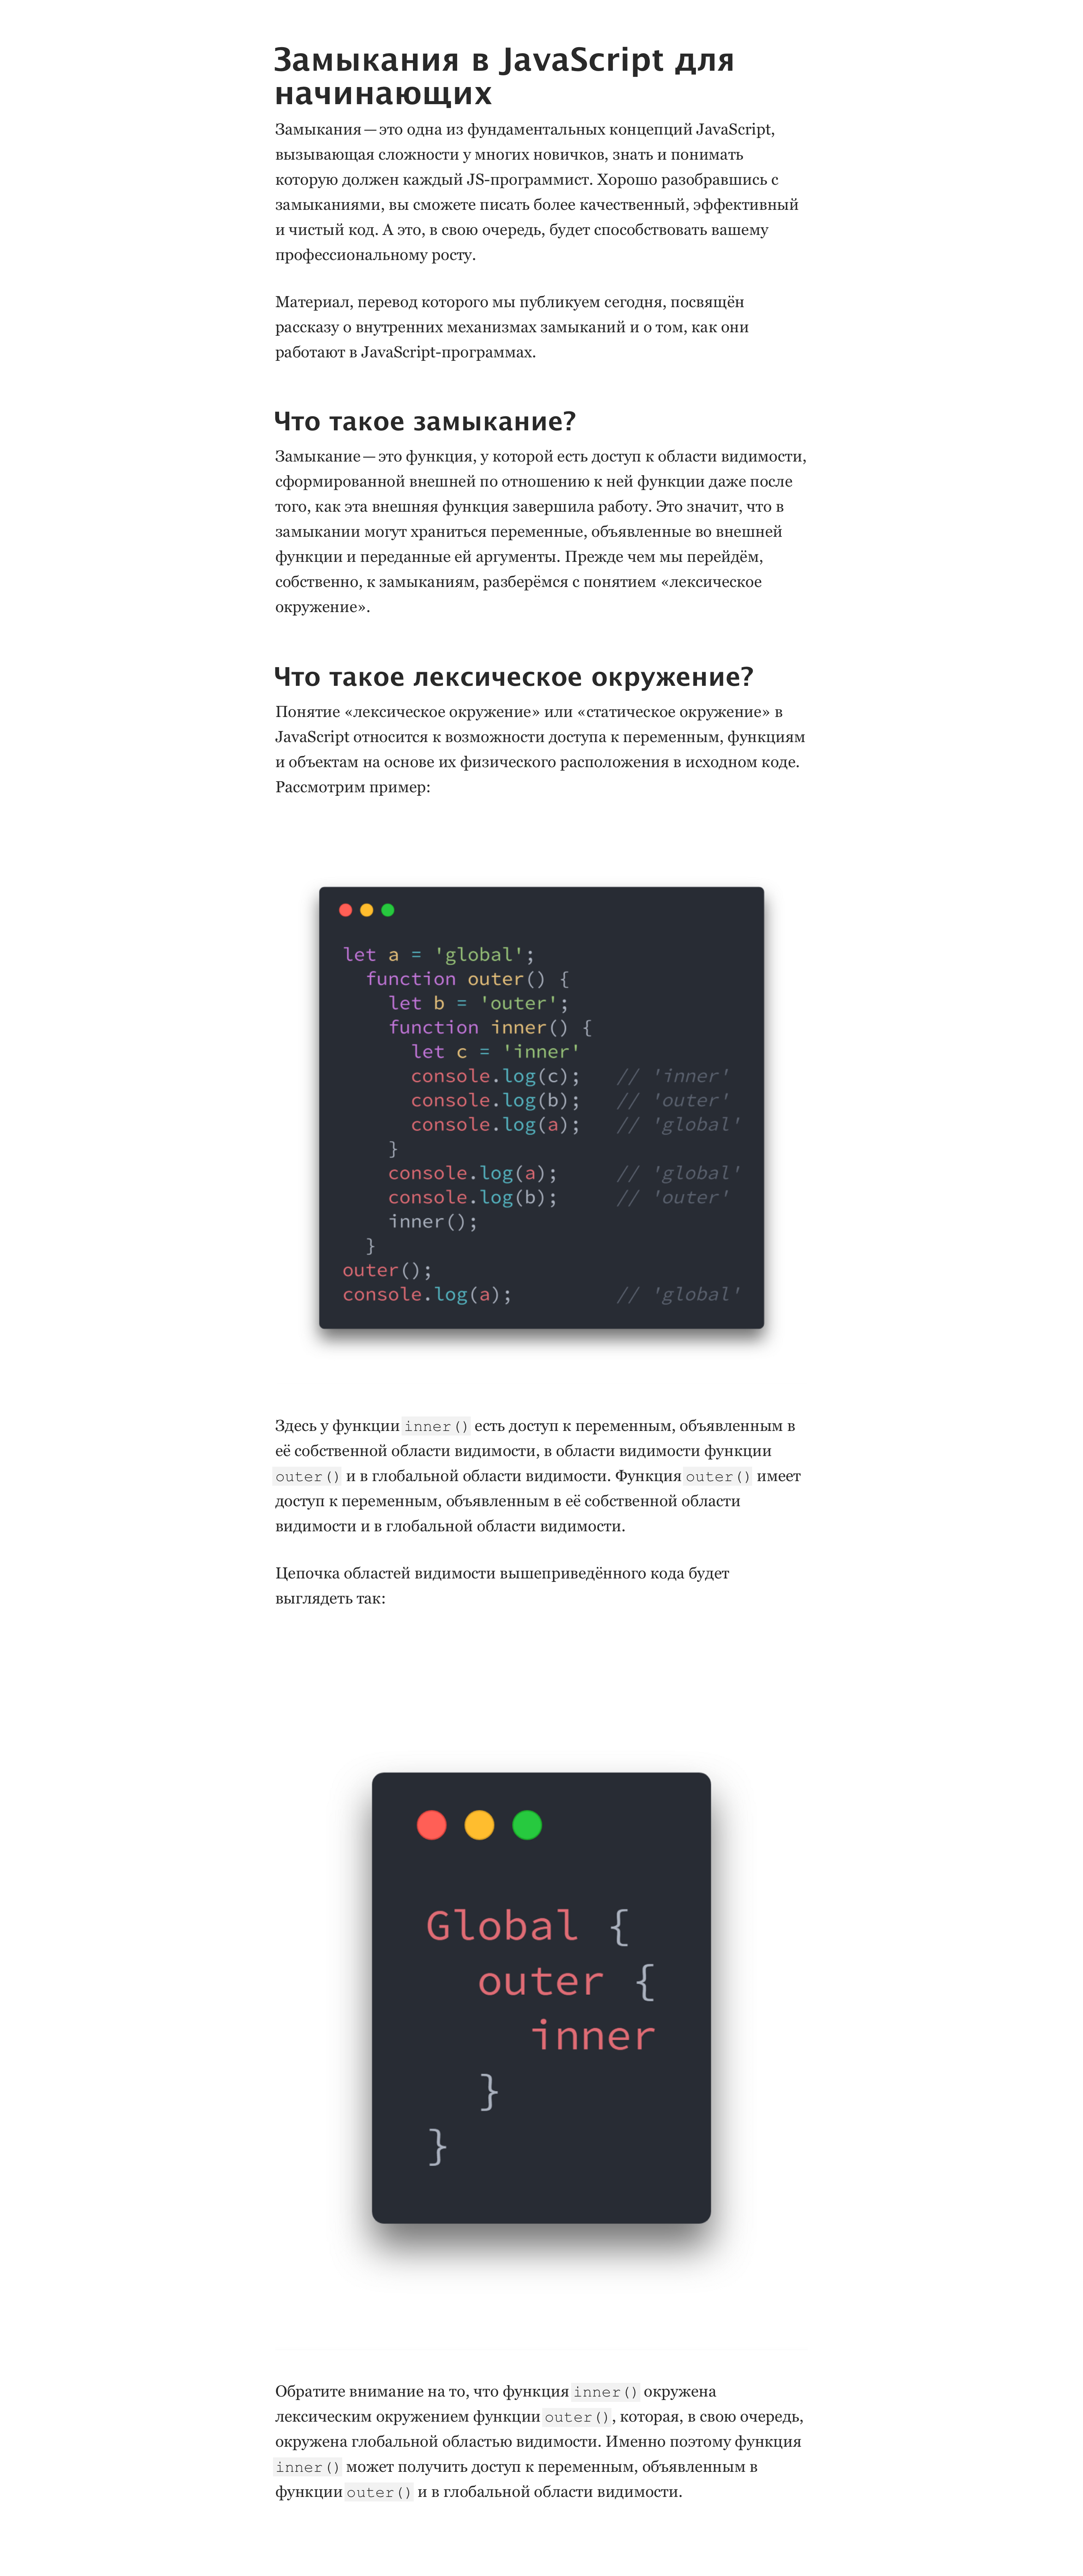 Замыкания в JavaScript для
начинающих
Замыкания — это одна из фундаментальных концепций JavaScript,
вызывающая сложности у многих новичков, знать и понимать
которую должен каждый JS-программист. Хорошо разобравшись с
замыканиями, вы сможете писать более качественный, эффективный
и чистый код. А это, в свою очередь, будет способствовать вашему
профессиональному росту.
Материал, перевод которого мы публикуем сегодня, посвящён
рассказу о внутренних механизмах замыканий и о том, как они
работают в JavaScript-программах.
Что такое замыкание?
Замыкание — это функция, у которой есть доступ к области видимости,
сформированной внешней по отношению к ней функции даже после
того, как эта внешняя функция завершила работу. Это значит, что в
замыкании могут храниться переменные, объявленные во внешней
функции и переданные ей аргументы. Прежде чем мы перейдём,
собственно, к замыканиям, разберёмся с понятием «лексическое
окружение».
Что такое лексическое окружение?
Понятие «лексическое окружение» или «статическое окружение» в
JavaScript относится к возможности доступа к переменным, функциям
и объектам на основе их физического расположения в исходном коде.
Рассмотрим пример:
let a = 'global';
  function outer() {
    let b = 'outer';
    function inner() {
      let c = 'inner'
      console.log(c);   // 'inner'
      console.log(b);   // 'outer'
      console.log(a);   // 'global'
    }
    console.log(a);     // 'global'
    console.log(b);     // 'outer'
    inner();
  }
outer();
console.log(a);         // 'global'
Здесь у функции inner() есть доступ к переменным, объявленным в
её собственной области видимости, в области видимости функции
outer() и в глобальной области видимости. Функция outer() имеет
доступ к переменным, объявленным в её собственной области
видимости и в глобальной области видимости.
Цепочка областей видимости вышеприведённого кода будет
выглядеть так:
Global {
  outer {
    inner
  }
}
Обратите внимание на то, что функция inner() окружена
лексическим окружением функции outer(), которая, в свою очередь,
окружена глобальной областью видимости. Именно поэтому функция
inner() может получить доступ к переменным, объявленным в
функции outer() и в глобальной области видимости.